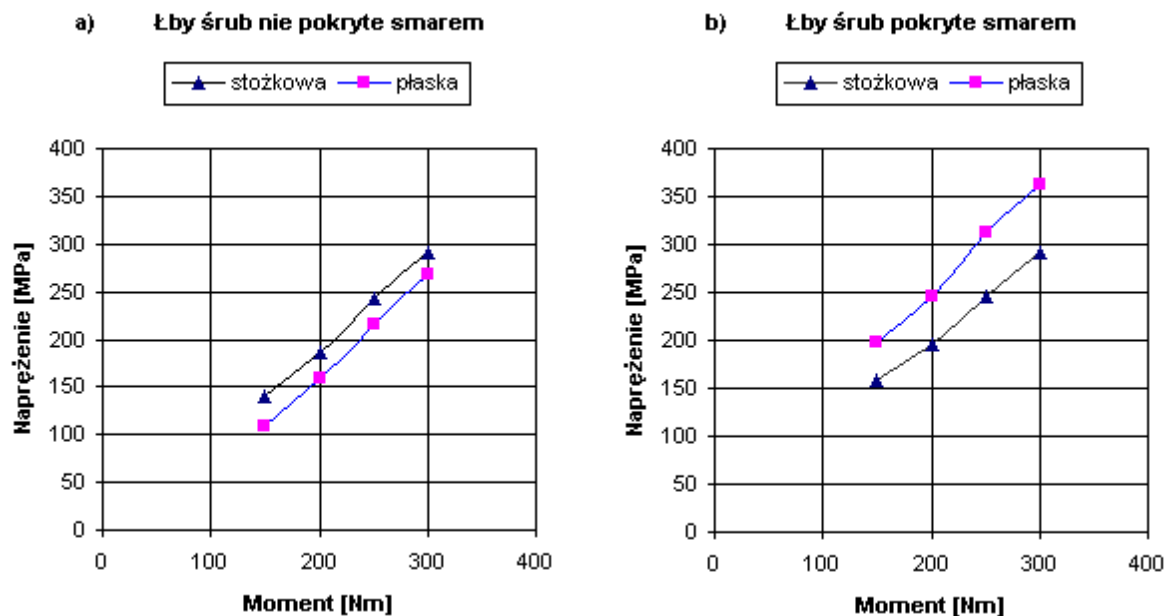 a) Łby śrub nie pokryte smarem
stożkowa płaska
400
350
300
250
200
150
100
50
0
Naprężenie [MPa]
0 100 200 300 400
Moment [Nm]
b) Łby śrub pokryte smarem
stożkowa płaska
400
350
300
250
200
150
100
50
0
Naprężenie [MPa]
0 100 200 300 400
Moment [Nm]